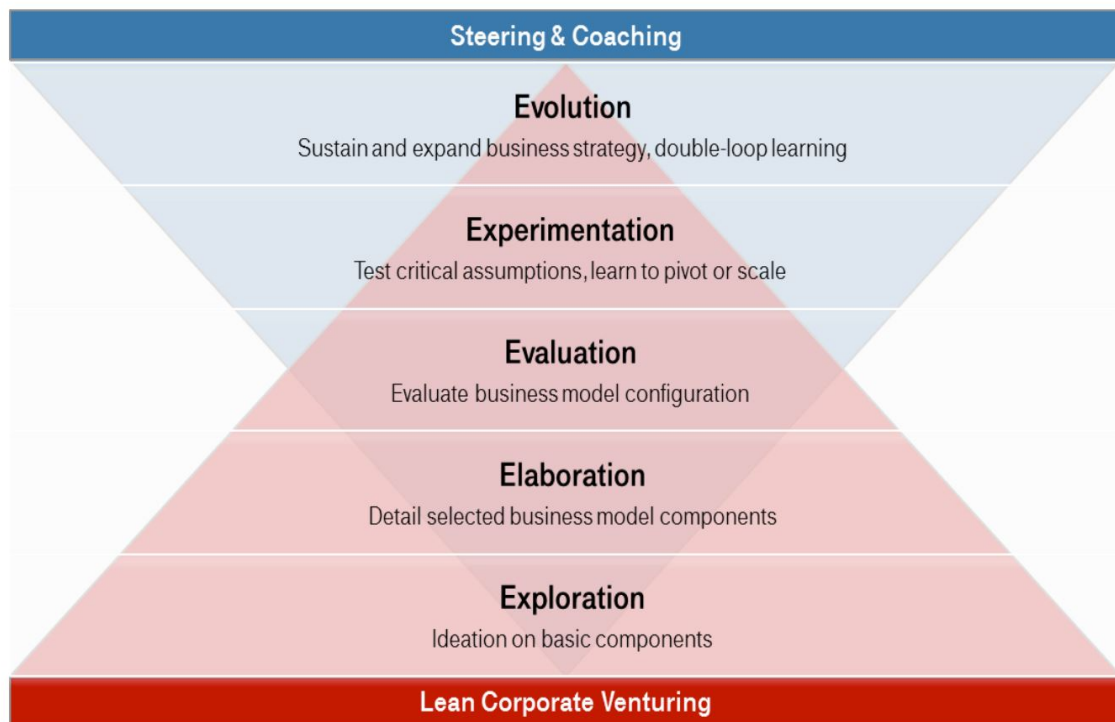 Steering & Coaching
Evolution
Sustain and expand business strategy, double-loop learning
Experimentation
Test critical assumptions, learn to pivot or scale
Evaluation
Evaluate business model configuration
Elaboration
Detail selected business model components
Exploration
Ideation on basic components
Lean Corporate Venturing